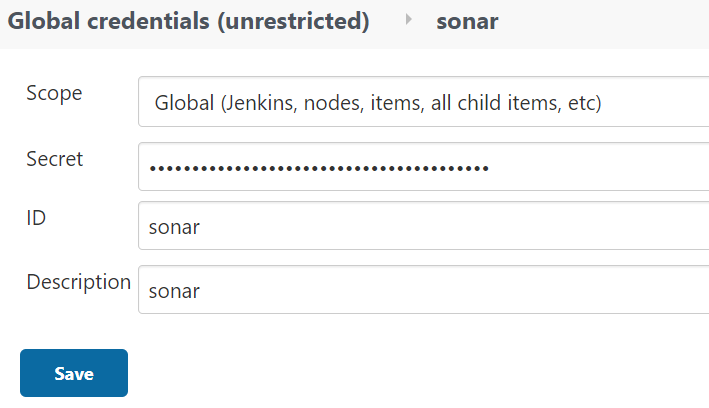 Global credentials (unrestricted) sonar
Scope Global (Jenkins, nodes, items, all child items, etc)
Secret ••••••••••••••••••••••••••••••••••••••••
ID sonar
Description sonar
Save